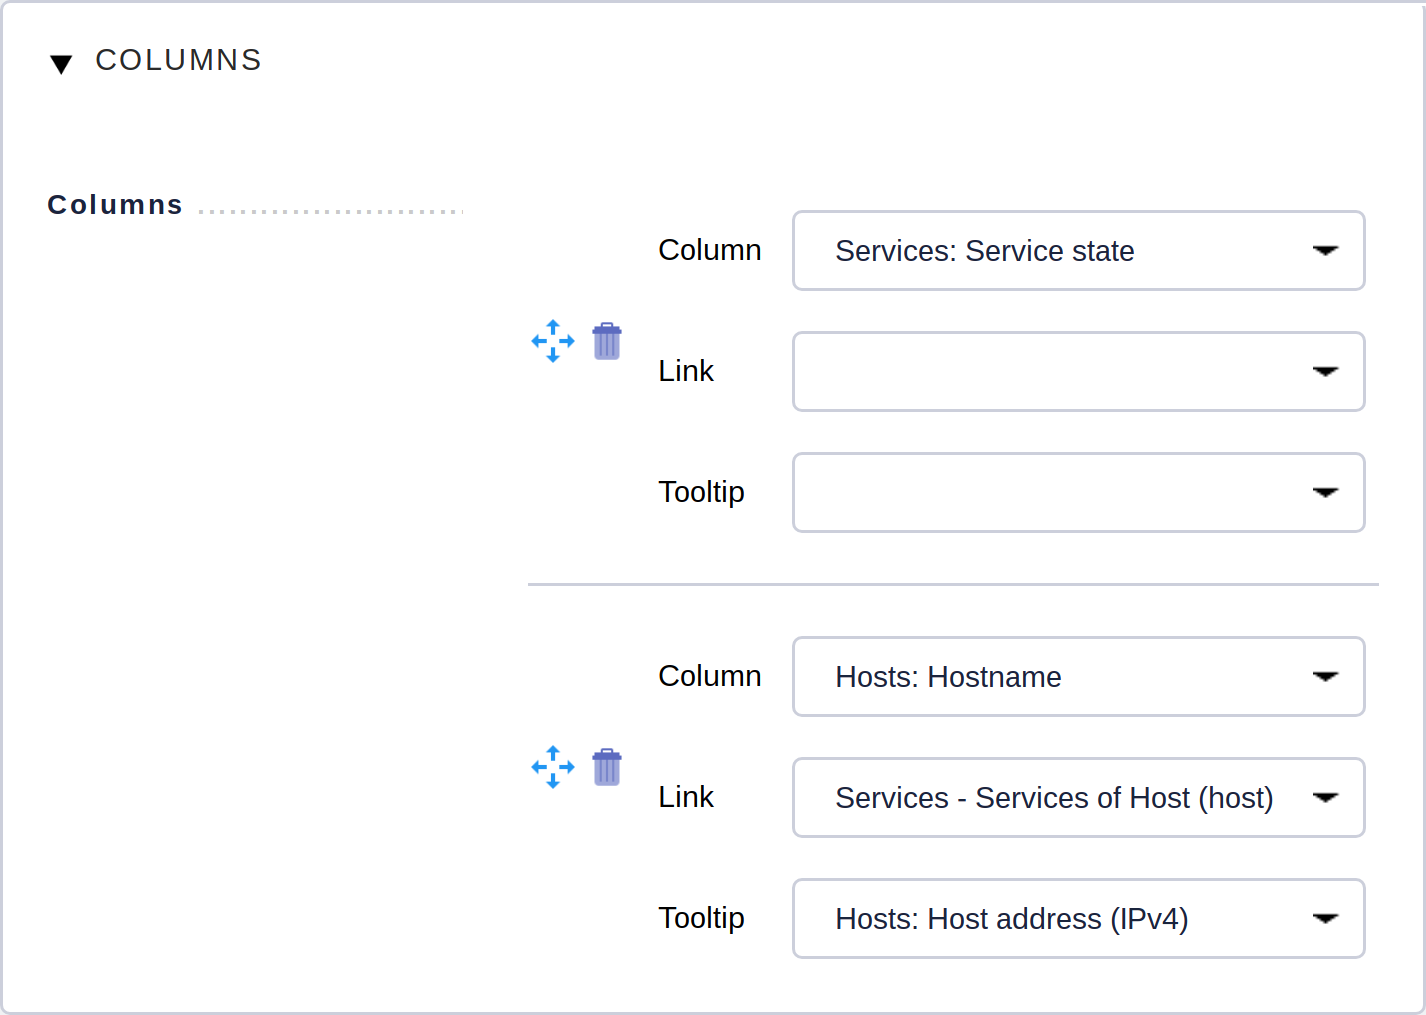 COLUMNS
Columns
Column Services: Service state
Link
Tooltip
Column Hosts: Hostname
Link Services - Services of Host (host)
Tooltip Hosts: Host address (IPv4)